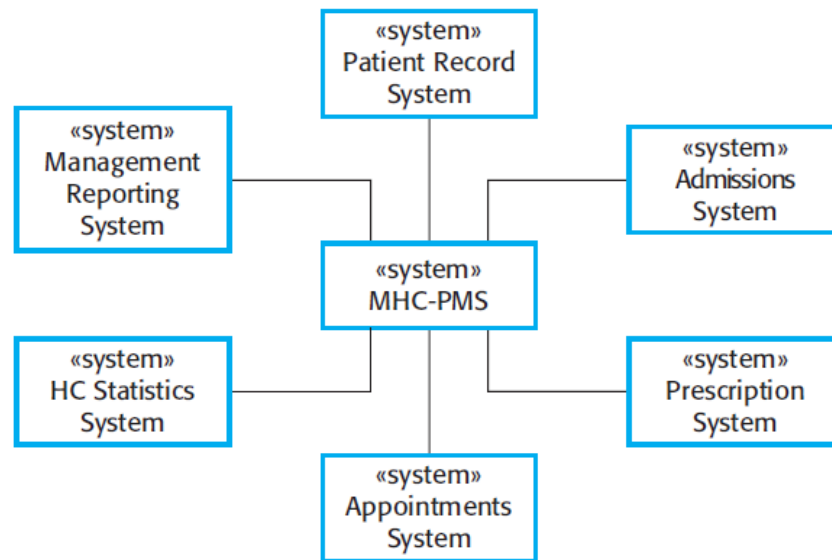 «system»
Patient Record
System
«system»
Management
Reporting
System
«system»
Admissions
System
«system»
MHC-PMS
«system»
HC Statistics
System
«system»
Prescription
System
«system»
Appointments
System